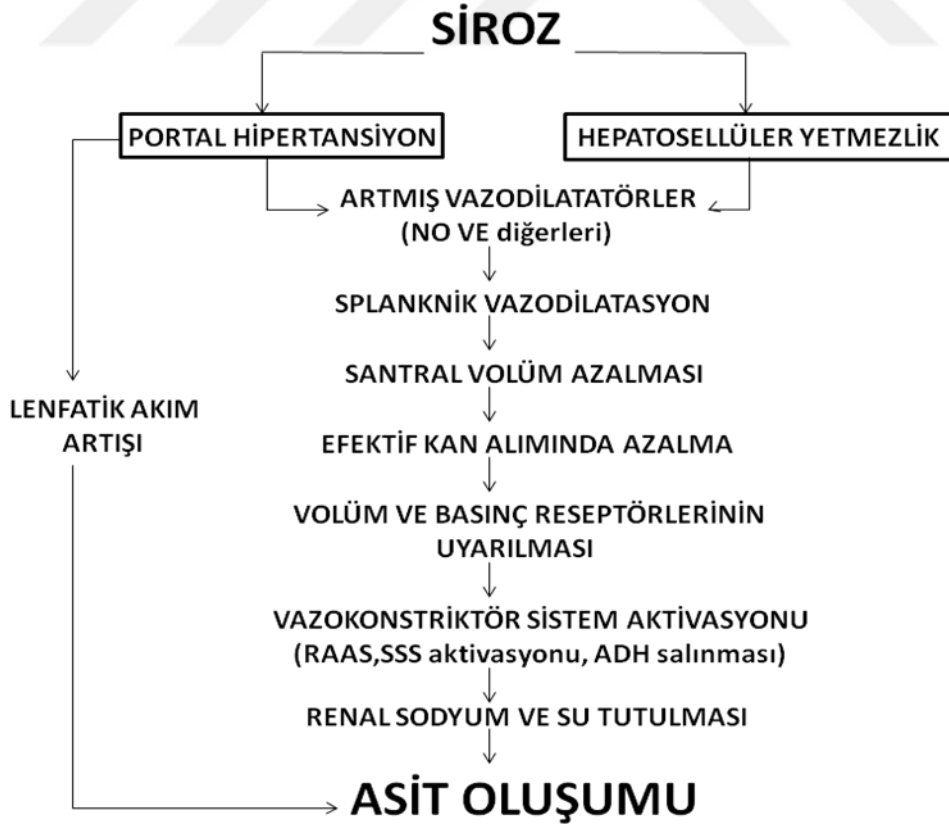 SİROZ
PORTAL HİPERTANSİYON
HEPATOSELLÜLER YETMEZLİK
ARTMIŞ VAZODİLATATÖRLER
(NO VE diğerleri)
SPLANKNİK VAZODİLATASYON
SANTRAL VOLÜM AZALMASI
LENFATİK AKIM
ARTIŞI
EFEKTİF KAN ALIMINDA AZALMA
VOLÜM VE BASINÇ RESEPTÖRLERİNİN
UYARILMASI
VAZOKONSTRİKTÖR SİSTEM AKTİVASYONU
(RAAS,SSS aktivasyonu, ADH salınması)
RENAL SODYUM VE SU TUTULMASI
ASİT OLUŞUMU